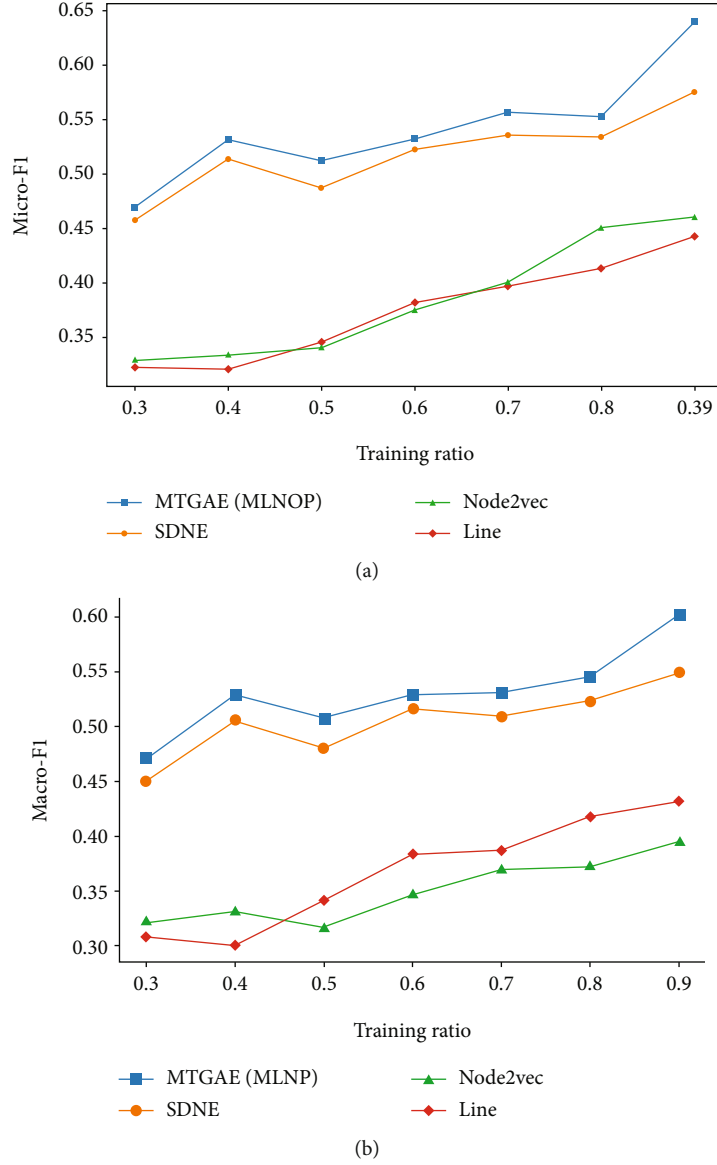 0.65
0.60
0.55
0.50
0.45
0.40
0.35
Micro-F1
0.3 0.4 0.5 0.6 0.7 0.8 0.39
Training ratio
MTGAE (MLNOP) Node2vec
SDNE Line
(a)
0.60
0.55
0.50
0.45
0.40
0.35
0.30
Macro-F1
0.3 0.4 0.5 0.6 0.7 0.8 0.9
Training ratio
MTGAE (MLNP) Node2vec
SDNE Line
(b)